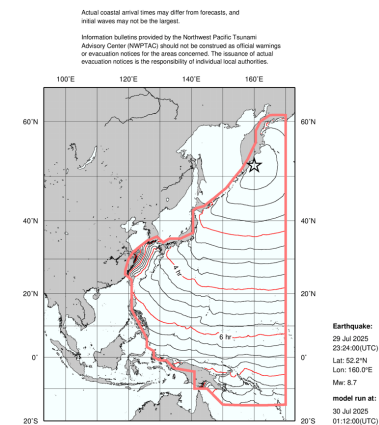 Actual coastal arrival times may differ from forecasts, and
initial waves may not be the largest.
Information bulletins provided by the Northwest Pacific Tsunami
Advisory Center (NWPTAC) should not be construed as official warnings
or evacuation notices for the areas concerned. The issuance of actual
evacuation notices is the responsibility of individual local authorities.
100˚E 120˚E 140˚E 160˚E
60˚N 60˚N
40˚N 40˚N
4 hr
20˚N 20˚N
6 hr
0˚ 0˚
20˚S 20˚S
Earthquake:
29 Jul 2025
23:24:00(UTC)
Lat: 52.2°N
Lon: 160.0°E
Mw: 8.7
model run at:
30 Jul 2025
01:12:00(UTC)